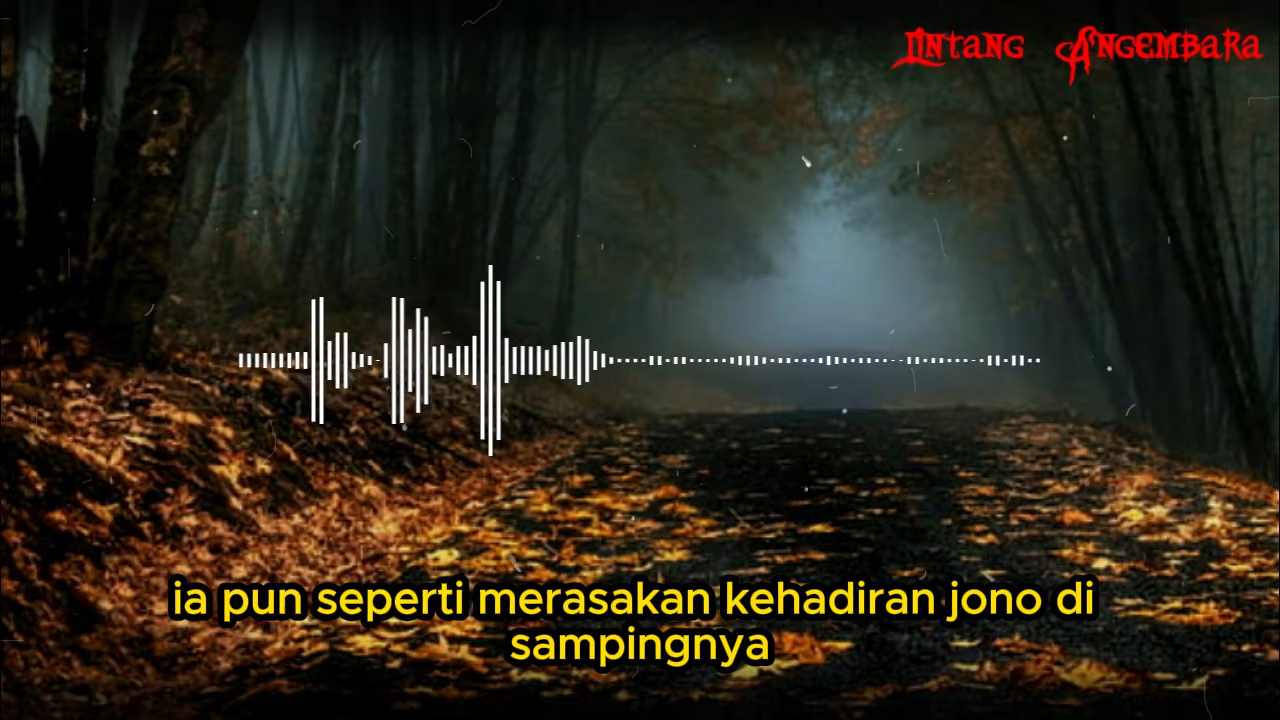 Lintang Angembara
ia pun seperti merasakan kehadiran jono di
sampingnya